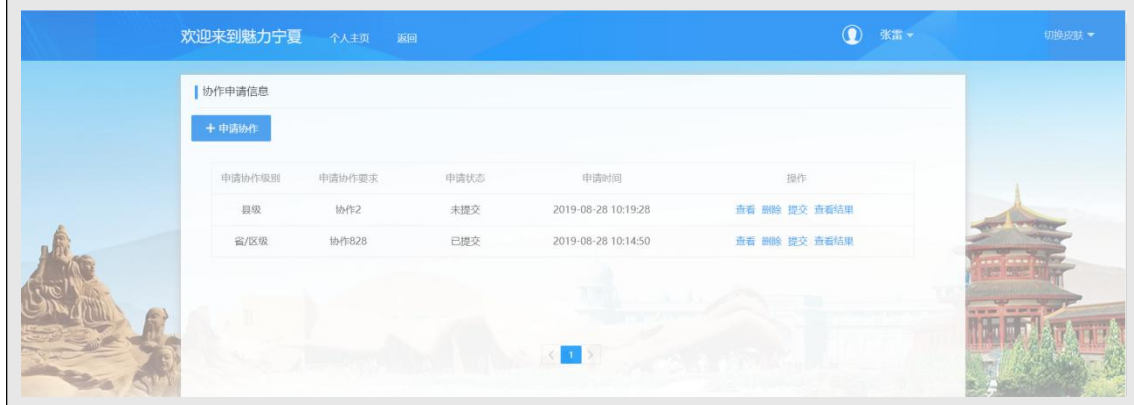 欢迎来到魅力宁夏 个人主页 返回 张雷 切换皮肤
协作申请信息
+ 申请协作
申请协作级别 申请协作要求 申请状态 申请时间 操作
县级 协作2 未提交 2019-08-28 10:19:28 查看 删除 提交 查看结果
省/区级 协作828 已提交 2019-08-28 10:14:50 查看 删除 提交 查看结果
< 1 >